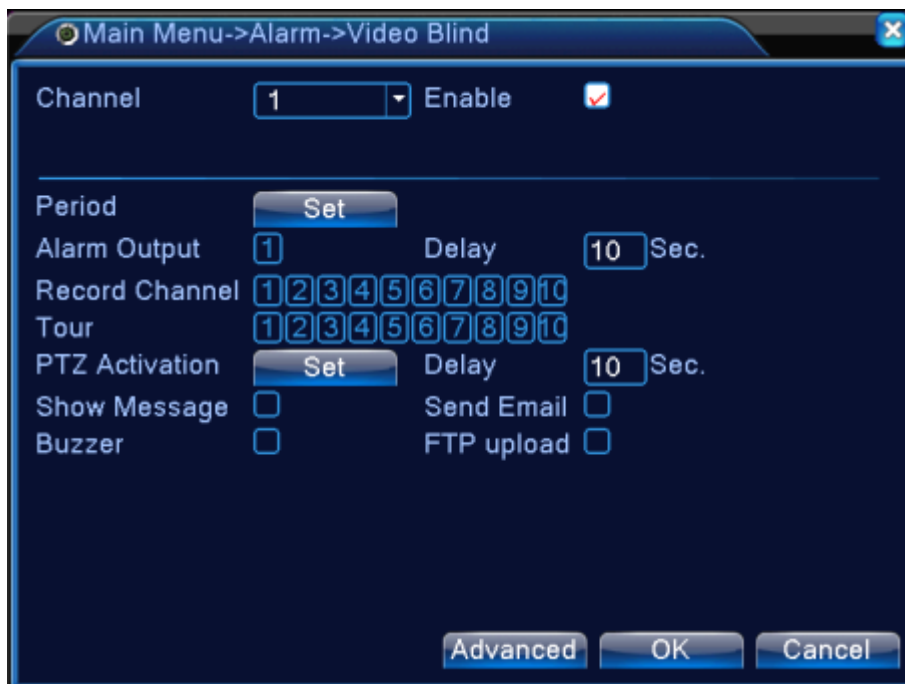 Main Menu->Alarm->Video Blind
Channel 1 Enable
Period Set
Alarm Output 1 Delay 10 Sec.
Record Channel 1 2 3 4 5 6 7 8 9 10
Tour 1 2 3 4 5 6 7 8 9 10
PTZ Activation Set Delay 10 Sec.
Show Message Send Email
Buzzer FTP upload
Advanced OK Cancel